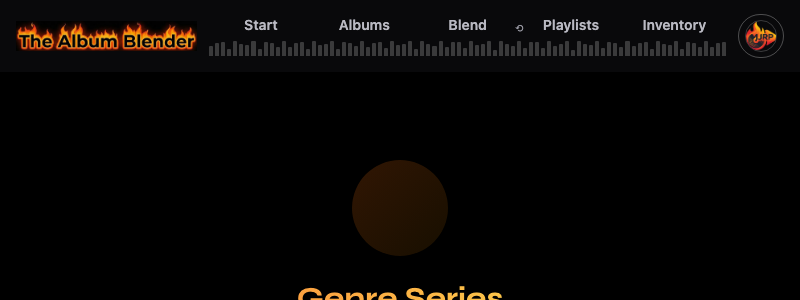 The Album Blender
Start
Albums
Blend
Playlists
Inventory
Genre Series